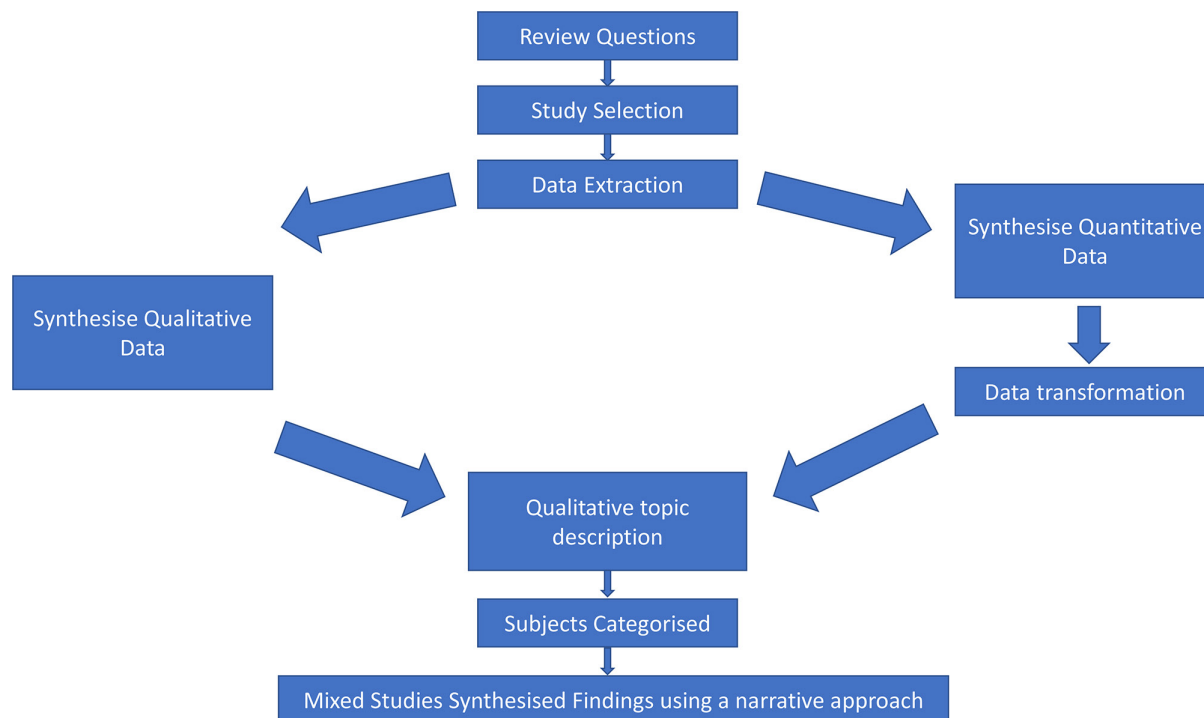 Review Questions
Study Selection
Data Extraction
Synthesise Quantitative
Data
Synthesise Qualitative
Data
Data transformation
Qualitative topic
description
Subjects Categorised
Mixed Studies Synthesised Findings using a narrative approach